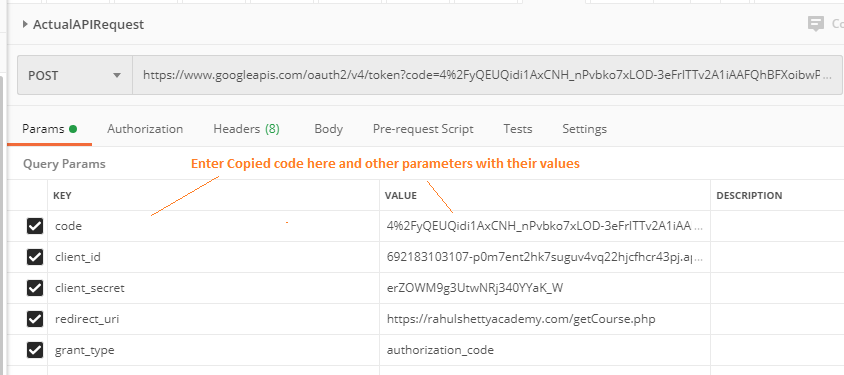 ActualAPIRequest
Co
POST https://www.googleapis.com/oauth2/v4/token?code=4%2FyQEUQidi1AxCNH_nPvbko7xLOD-3eFrITTv2A1iAAFQhBFXoibwF ...
Params Authorization Headers (8) Body Pre-request Script Tests Settings
Query Params
Enter Copied code here and other parameters with their values
KEY VALUE DESCRIPTION
code 4%2FyQEUQidi1AxCNH_nPvbko7xLOD-3eFrITTv2A1iAA ...
client_id 692183103107-p0m7ent2hk7suguv4vq22hjcfhcr43pj.ap...
client_secret erZOWM9g3UtwNRj340YYaK_W
redirect_uri https://rahulshettyacademy.com/getCourse.php
grant_type authorization_code